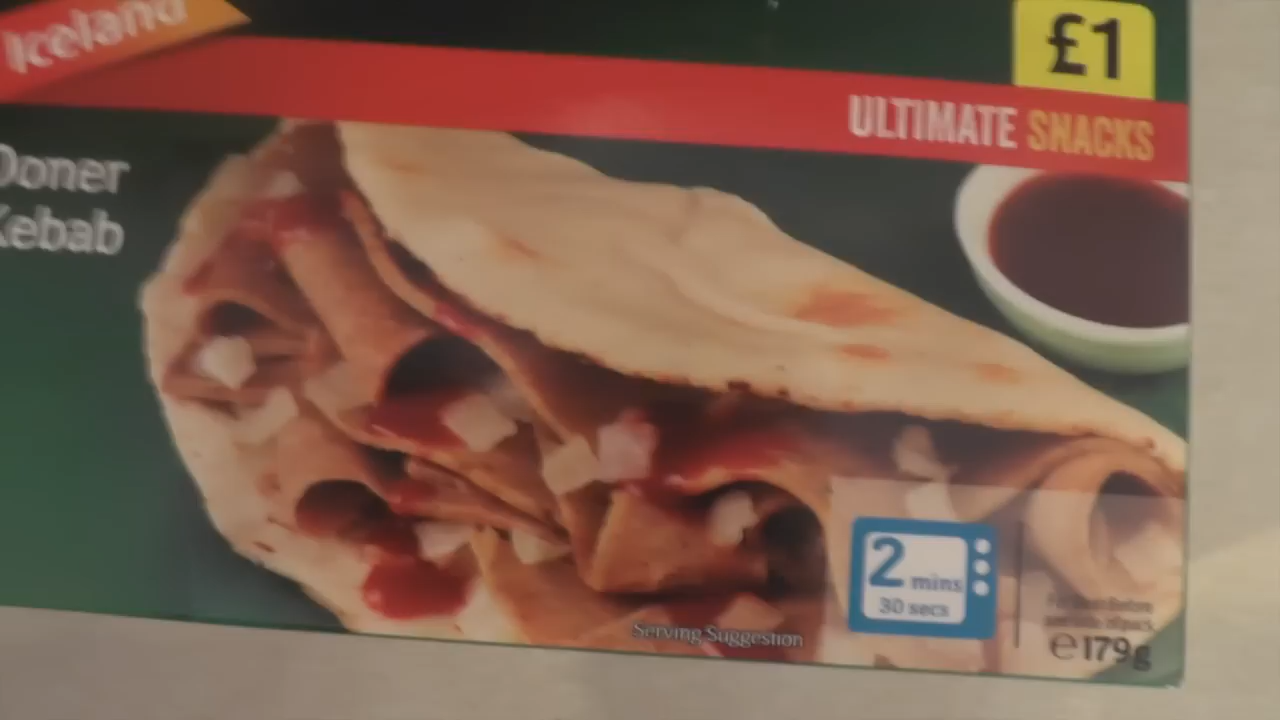 Iceland
£1
ULTIMATE SNACKS
Doner
Kebab
2 mins
30 secs
Serving Suggestion
e179g